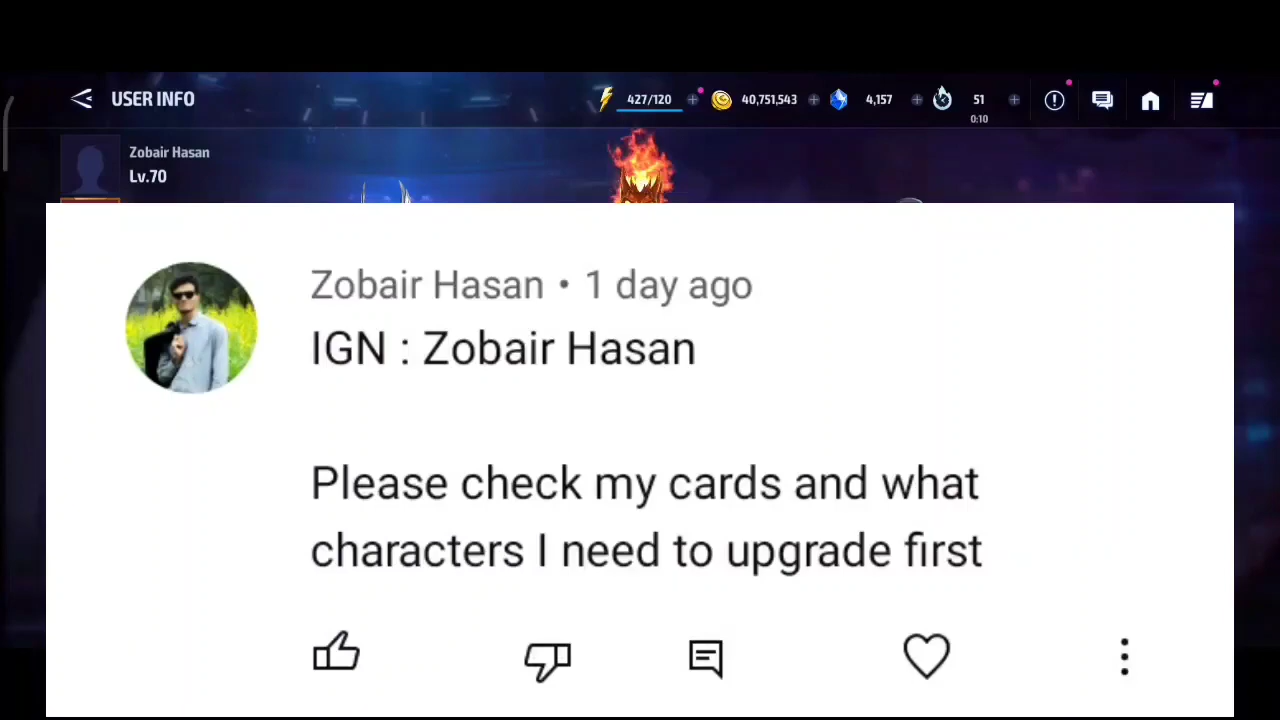 USER INFO
427/120
40,751,543
4,157
51
0:10
Zobair Hasan
Lv.70
Zobair Hasan • 1 day ago
IGN : Zobair Hasan
Please check my cards and what
characters I need to upgrade first